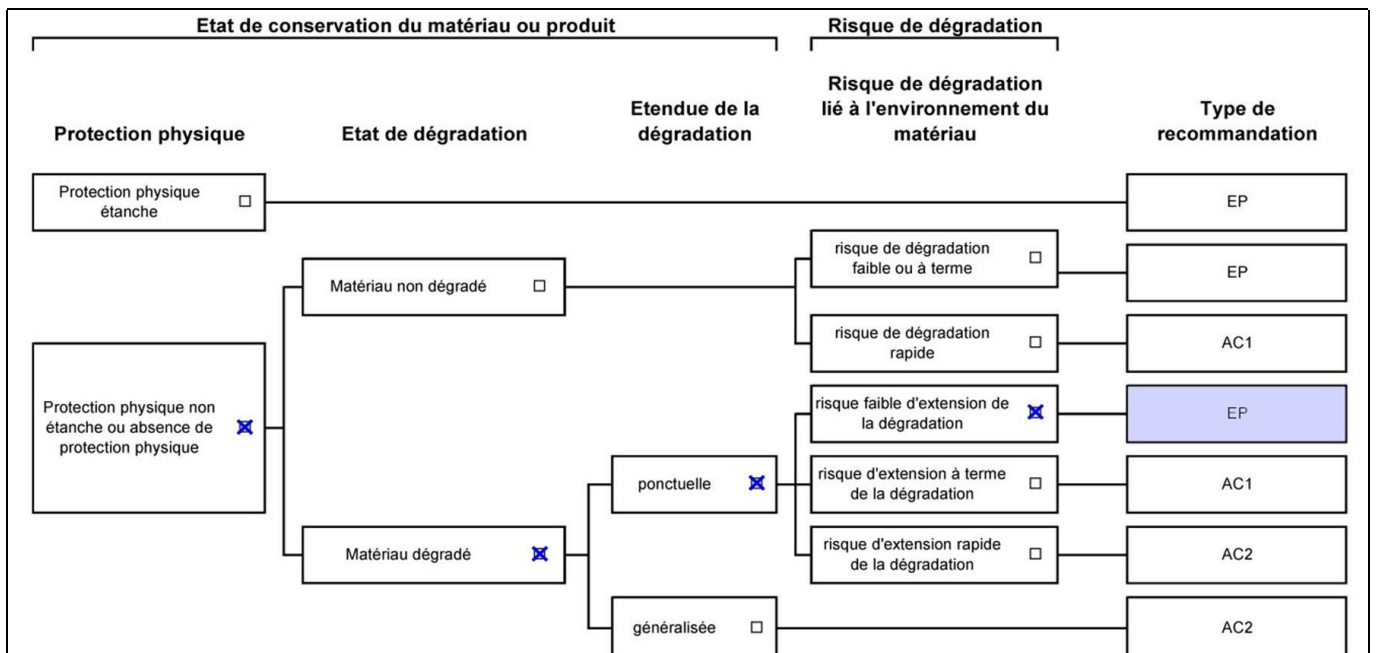 Etat de conservation du matériau ou produit
Risque de dégradation
Protection physique
Etat de dégradation
Etendue de la
dégradation
Risque de dégradation
lié à l'environnement du
matériau
Type de
recommandation
Protection physique
étanche
EP
risque de dégradation
faible ou à terme
EP
Matériau non dégradé
risque de dégradation
rapide
AC1
Protection physique non
étanche ou absence de
protection physique
risque faible d'extension de
la dégradation
EP
ponctuelle
risque d'extension à terme
de la dégradation
AC1
Matériau dégradé
risque d'extension rapide
de la dégradation
AC2
généralisée
AC2